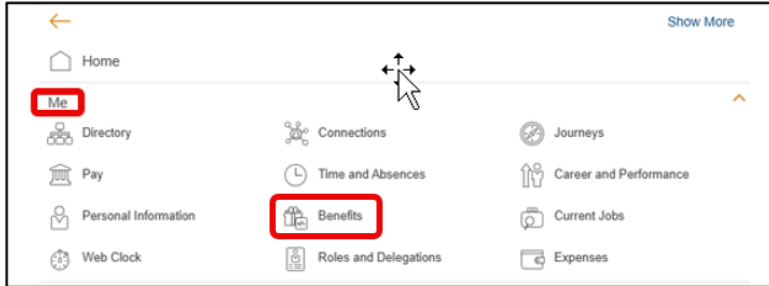 Show More
Home
Me
Directory Connections Journeys
Pay Time and Absences Career and Performance
Personal Information Benefits Current Jobs
Web Clock Roles and Delegations Expenses